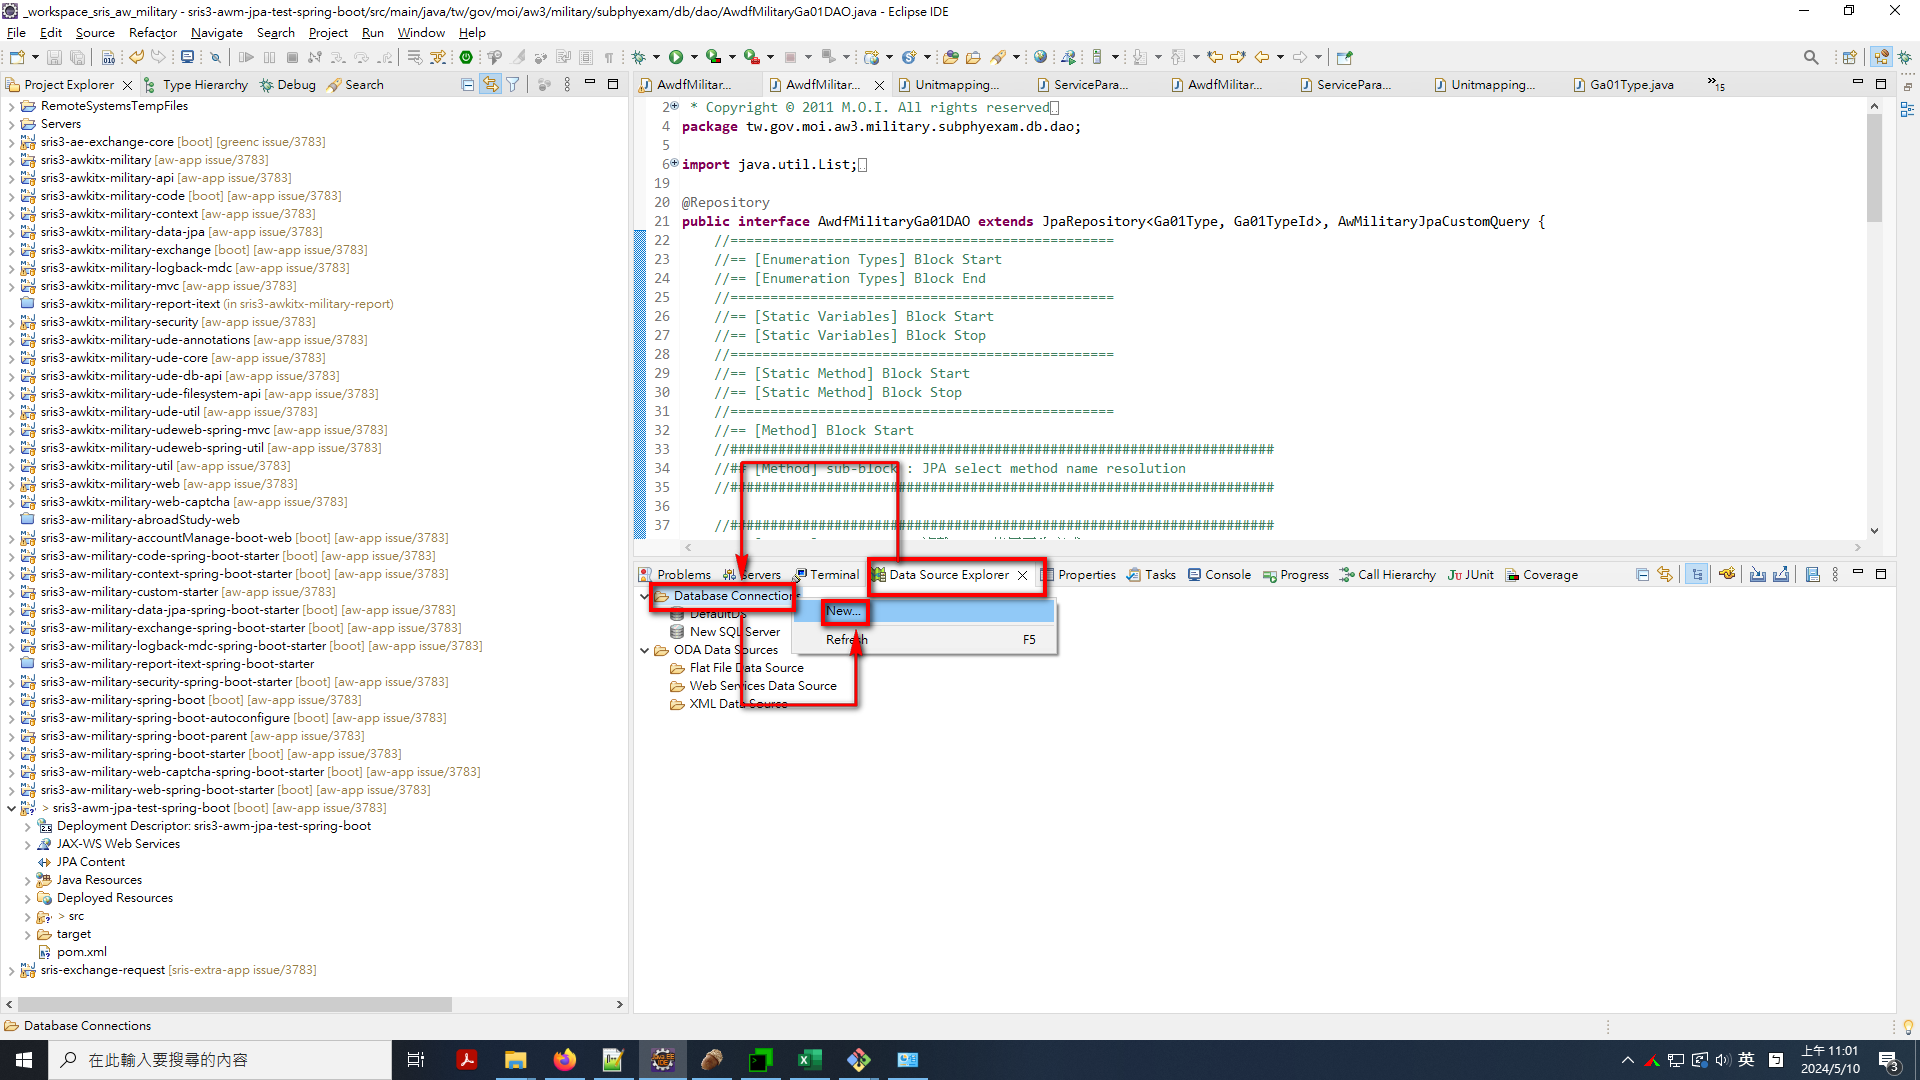 _workspace_sris_aw_military - sris3-awm-jpa-test-spring-boot/src/main/java/tw/gov/moi/aw3/military/subphyexam/db/dao/AwdfMilitaryGa01DAO.java - Eclipse IDE
File Edit Source Refactor Navigate Search Project Run Window Help
Project Explorer Type Hierarchy Debug Search
RemoteSystemsTempFiles
Servers
sris3-ae-exchange-core [boot] [greenc issue/3783]
sris3-awkitx-military [aw-app issue/3783]
sris3-awkitx-military-api [aw-app issue/3783]
sris3-awkitx-military-code [boot] [aw-app issue/3783]
sris3-awkitx-military-context [aw-app issue/3783]
sris3-awkitx-military-data-jpa [aw-app issue/3783]
sris3-awkitx-military-exchange [boot] [aw-app issue/3783]
sris3-awkitx-military-logback-mdc [aw-app issue/3783]
sris3-awkitx-military-mvc [aw-app issue/3783]
sris3-awkitx-military-report-itext (in sris3-awkitx-military-report)
sris3-awkitx-military-security [aw-app issue/3783]
sris3-awkitx-military-ude-annotations [aw-app issue/3783]
sris3-awkitx-military-ude-core [aw-app issue/3783]
sris3-awkitx-military-ude-db-api [aw-app issue/3783]
sris3-awkitx-military-ude-filesystem-api [aw-app issue/3783]
sris3-awkitx-military-ude-util [aw-app issue/3783]
sris3-awkitx-military-udeweb-spring-mvc [aw-app issue/3783]
sris3-awkitx-military-udeweb-spring-util [aw-app issue/3783]
sris3-awkitx-military-util [aw-app issue/3783]
sris3-awkitx-military-web [aw-app issue/3783]
sris3-awkitx-military-web-captcha [aw-app issue/3783]
sris3-aw-military-abroadStudy-web
sris3-aw-military-accountManage-boot-web [boot] [aw-app issue/3783]
sris3-aw-military-code-spring-boot-starter [boot] [aw-app issue/3783]
sris3-aw-military-context-spring-boot-starter [boot] [aw-app issue/3783]
sris3-aw-military-custom-starter [boot] [aw-app issue/3783]
sris3-aw-military-data-jpa-spring-boot-starter [boot] [aw-app issue/3783]
sris3-aw-military-exchange-spring-boot-starter [boot] [aw-app issue/3783]
sris3-aw-military-logback-mdc-spring-boot-starter [boot] [aw-app issue/3783]
sris3-aw-military-report-itext-spring-boot-starter
sris3-aw-military-security-spring-boot-starter [boot] [aw-app issue/3783]
sris3-aw-military-spring-boot [boot] [aw-app issue/3783]
sris3-aw-military-spring-boot-autoconfigure [boot] [aw-app issue/3783]
sris3-aw-military-spring-boot-parent [aw-app issue/3783]
sris3-aw-military-spring-boot-starter [boot] [aw-app issue/3783]
sris3-aw-military-web-captcha-spring-boot-starter [boot] [aw-app issue/3783]
sris3-aw-military-web-spring-boot-starter [boot] [aw-app issue/3783]
> sris3-awm-jpa-test-spring-boot [boot] [aw-app issue/3783]
Deployment Descriptor: sris3-awm-jpa-test-spring-boot
JAX-WS Web Services
JPA Content
Java Resources
Deployed Resources
> src
target
pom.xml
sris-exchange-request [sris-extra-app issue/3783]
AwdfMilitar... AwdfMilitar... Unitmapping... ServicePara... AwdfMilitar... ServicePara... Unitmapping... Ga01Type.java »15
2 * Copyright © 2011 M.O.I. All rights reserved
4 package tw.gov.moi.aw3.military.subphyexam.db.dao;
5
6 import java.util.List;
19
20 @Repository
21 public interface AwdfMilitaryGa01DAO extends JpaRepository<Ga01Type, Ga01TypeId>, AwMilitaryJpaCustomQuery {
22 //================================================
23 //== [Enumeration Types] Block Start
24 //== [Enumeration Types] Block End
25 //================================================
26 //== [Static Variables] Block Start
27 //== [Static Variables] Block Stop
28 //================================================
29 //== [Static Method] Block Start
30 //== [Static Method] Block Stop
31 //================================================
32 //== [Method] Block Start
33 //####################################################################
34 //## [Method] sub-block : JPA select method name resolution
35 //####################################################################
36
37 //####################################################################
Problems Servers Terminal Data Source Explorer Properties Tasks Console Progress Call Hierarchy JUnit Coverage
Database Connections
DefaultDS
New SQL Server
ODA Data Sources
Flat File Data Source
Web Services Data Source
XML Data Source
New...
Refresh F5
Database Connections
在此輸入要搜尋的內容
英
上午 11:01
2024/5/10
3